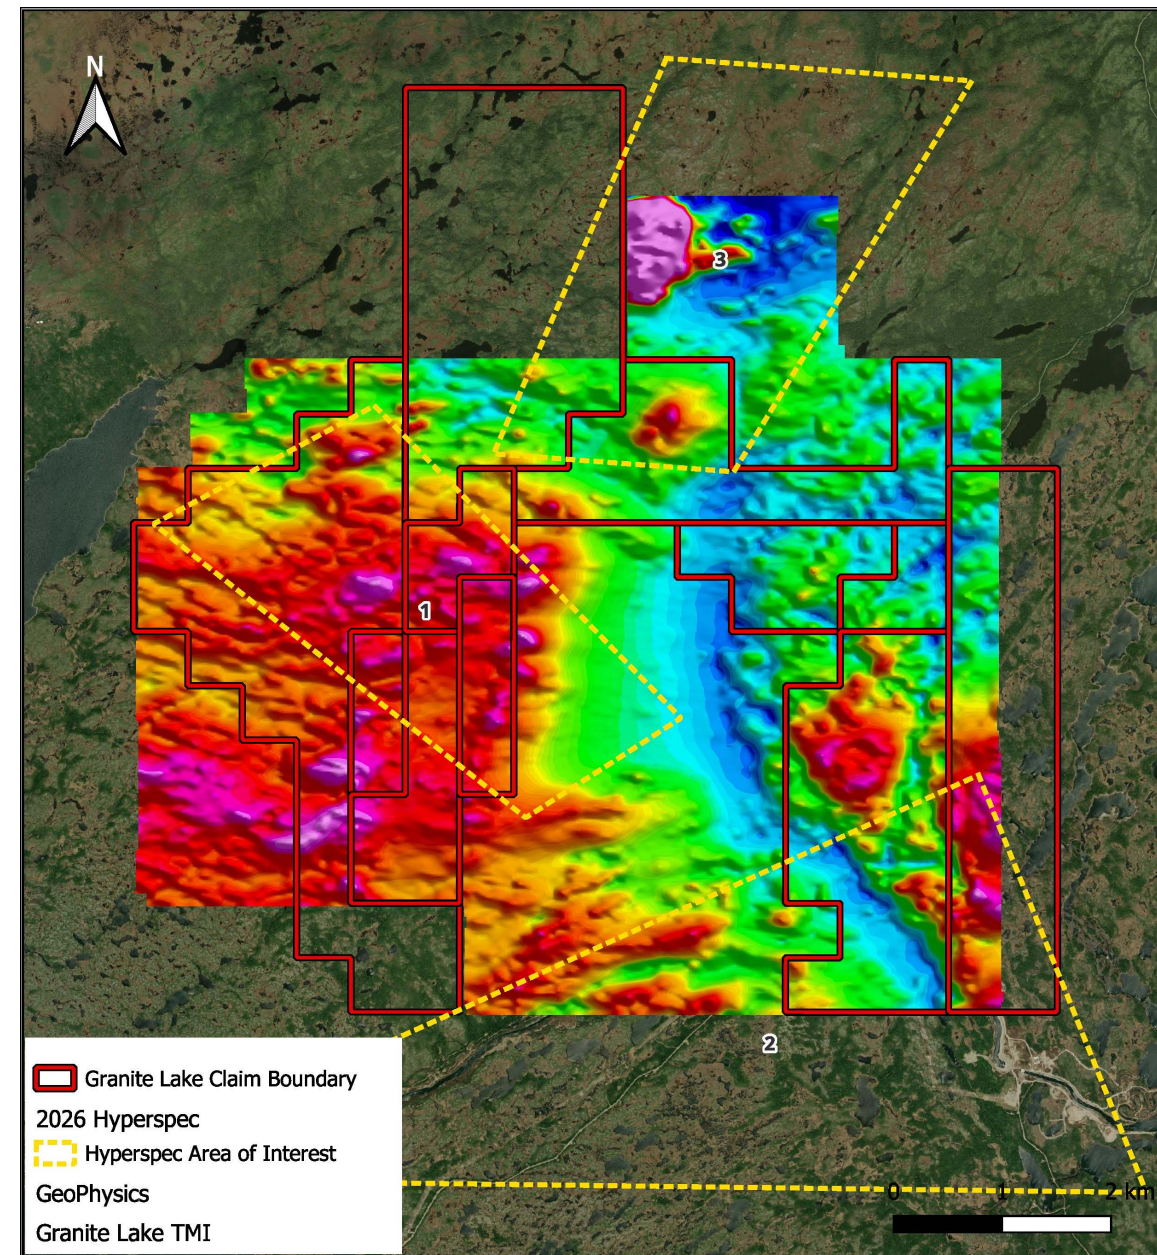 N
3
1
2
Granite Lake Claim Boundary
2026 Hyperspec
Hyperspec Area of Interest
GeoPhysics
Granite Lake TMI
0 1 2 km